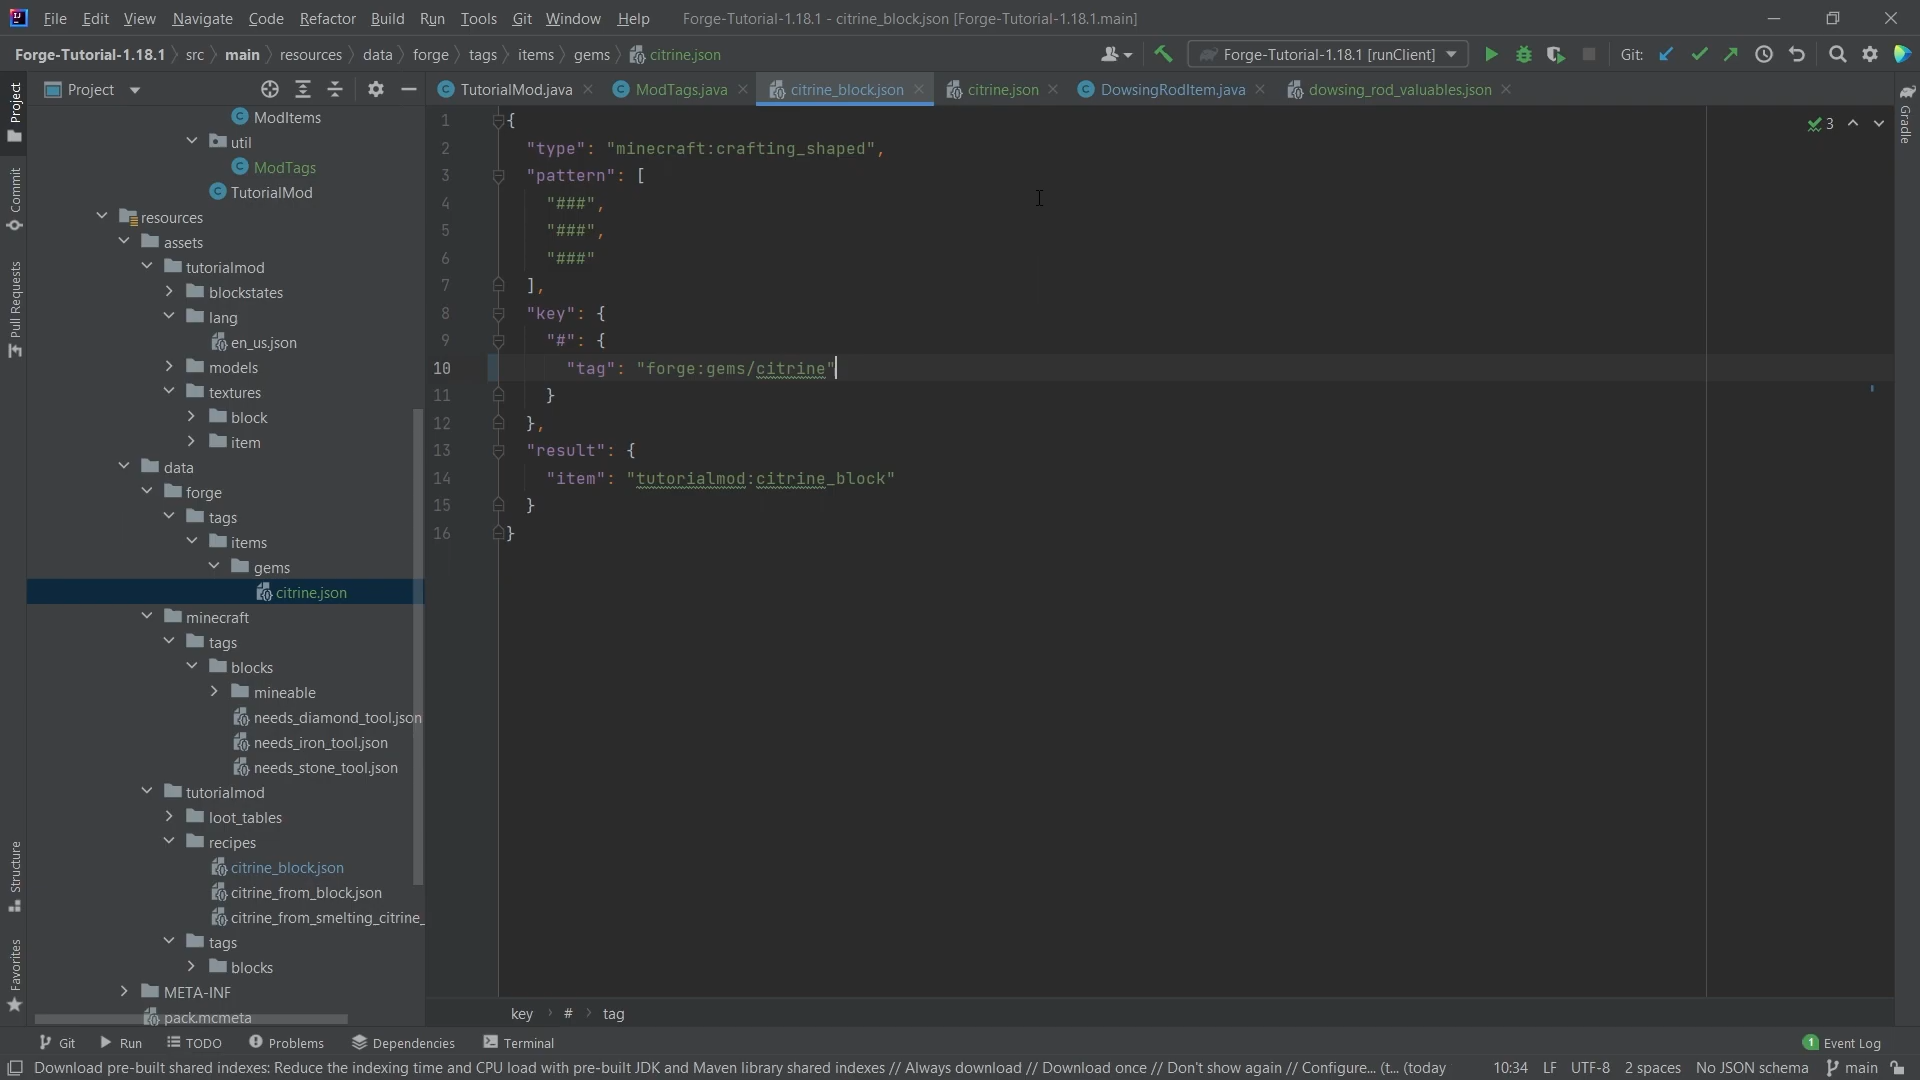 File Edit View Navigate Code Refactor Build Run Tools Git Window Help Forge-Tutorial-1.18.1 - citrine_block.json [Forge-Tutorial-1.18.1.main]
Forge-Tutorial-1.18.1 src main resources data forge tags items gems citrine.json Forge-Tutorial-1.18.1 [runClient] Git:
Project TutorialMod.java ModTags.java citrine_block.json citrine.json DowsingRodItem.java dowsing_rod_valuables.json
Project
Commit
Pull Requests
Structure
Favorites
Gradle
ModItems
util
ModTags
TutorialMod
resources
assets
tutorialmod
blockstates
lang
en_us.json
models
textures
block
item
data
forge
tags
items
gems
citrine.json
minecraft
tags
blocks
mineable
needs_diamond_tool.json
needs_iron_tool.json
needs_stone_tool.json
tutorialmod
loot_tables
recipes
citrine_block.json
citrine_from_block.json
citrine_from_smelting_citrine_
tags
blocks
META-INF
pack.mcmeta
3
1 {
2 "type": "minecraft:crafting_shaped",
3 "pattern": [
4 "###",
5 "###",
6 "###"
7 ],
8 "key": {
9 "#": {
10 "tag": "forge:gems/citrine"
11 }
12 },
13 "result": {
14 "item": "tutorialmod:citrine_block"
15 }
16 }
key # tag
Git Run TODO Problems Dependencies Terminal 1 Event Log
Download pre-built shared indexes: Reduce the indexing time and CPU load with pre-built JDK and Maven library shared indexes // Always download // Download once // Don't show again // Configure... (t... (today 10:34 LF UTF-8 2 spaces No JSON schema main